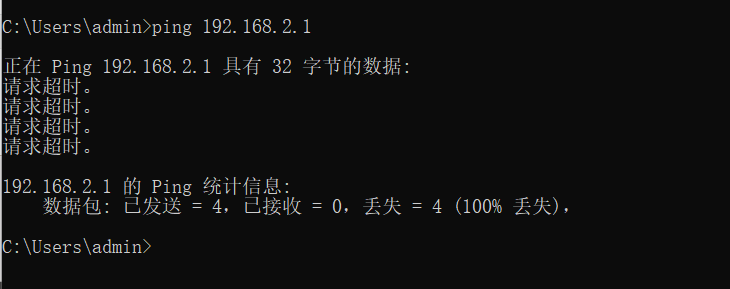 C:\Users\admin>ping 192.168.2.1
正在 Ping 192.168.2.1 具有 32 字节的数据:
请求超时。
请求超时。
请求超时。
请求超时。
192.168.2.1 的 Ping 统计信息:
    数据包: 已发送 = 4，已接收 = 0，丢失 = 4 (100% 丢失)，
C:\Users\admin>